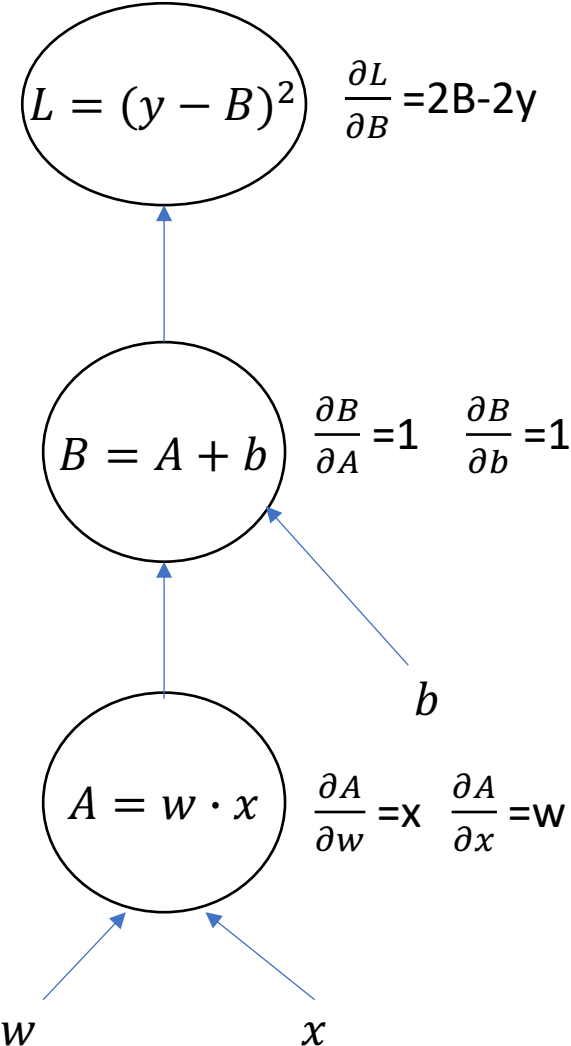 L = (y − B)² ∂L/∂B =2B-2y
B = A + b ∂B/∂A =1 ∂B/∂b =1
b
A = w · x ∂A/∂w =x ∂A/∂x =w
w x